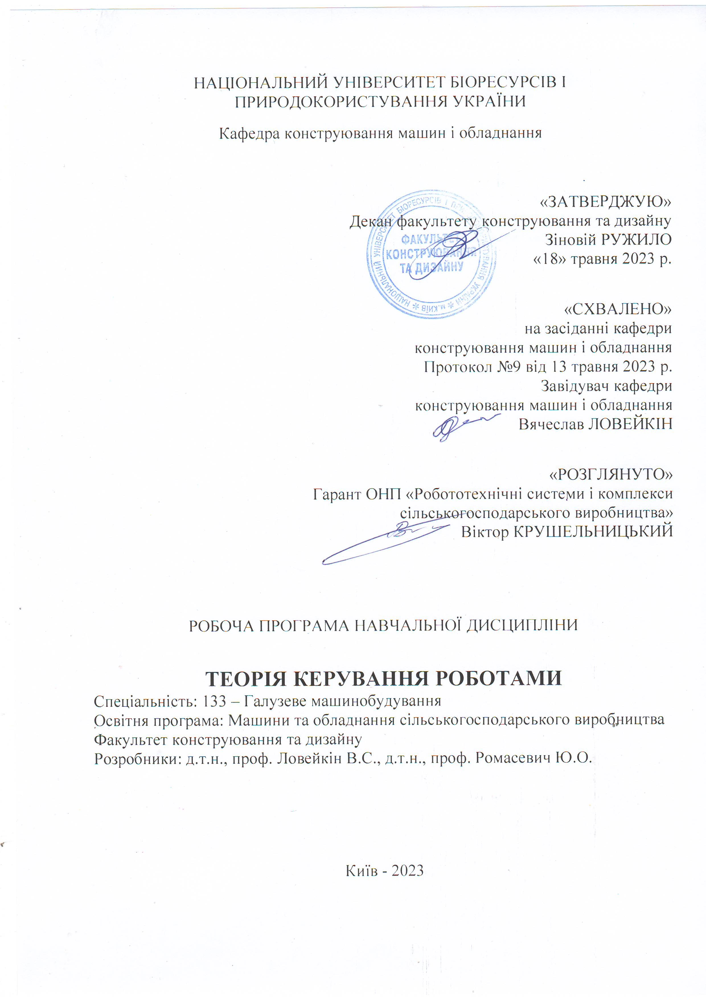 НАЦІОНАЛЬНИЙ УНІВЕРСИТЕТ БІОРЕСУРСІВ І
ПРИРОДОКОРИСТУВАННЯ УКРАЇНИ
Кафедра конструювання машин і обладнання
«ЗАТВЕРДЖУЮ»
Декан факультету конструювання та дизайну
Зіновій РУЖИЛО
«18» травня 2023 р.
НАЦІОНАЛЬНИЙ УНІВЕРСИТЕТ БІОРЕСУРСІВ І УКРАЇНИ * м.КИЇВ *
ФАКУЛЬТЕТ
КОНСТРУЮВАННЯ
ТА ДИЗАЙНУ
«СХВАЛЕНО»
на засіданні кафедри
конструювання машин і обладнання
Протокол №9 від 13 травня 2023 р.
Завідувач кафедри
конструювання машин і обладнання
Вячеслав ЛОВЕЙКІН
«РОЗГЛЯНУТО»
Гарант ОНП «Робототехнічні системи і комплекси
сільськогосподарського виробництва»
Віктор КРУШЕЛЬНИЦЬКИЙ
РОБОЧА ПРОГРАМА НАВЧАЛЬНОЇ ДИСЦИПЛІНИ
ТЕОРІЯ КЕРУВАННЯ РОБОТАМИ
Спеціальність: 133 – Галузеве машинобудування
Освітня програма: Машини та обладнання сільськогосподарського виробництва
Факультет конструювання та дизайну
Розробники: д.т.н., проф. Ловейкін В.С., д.т.н., проф. Ромасевич Ю.О.
Київ - 2023